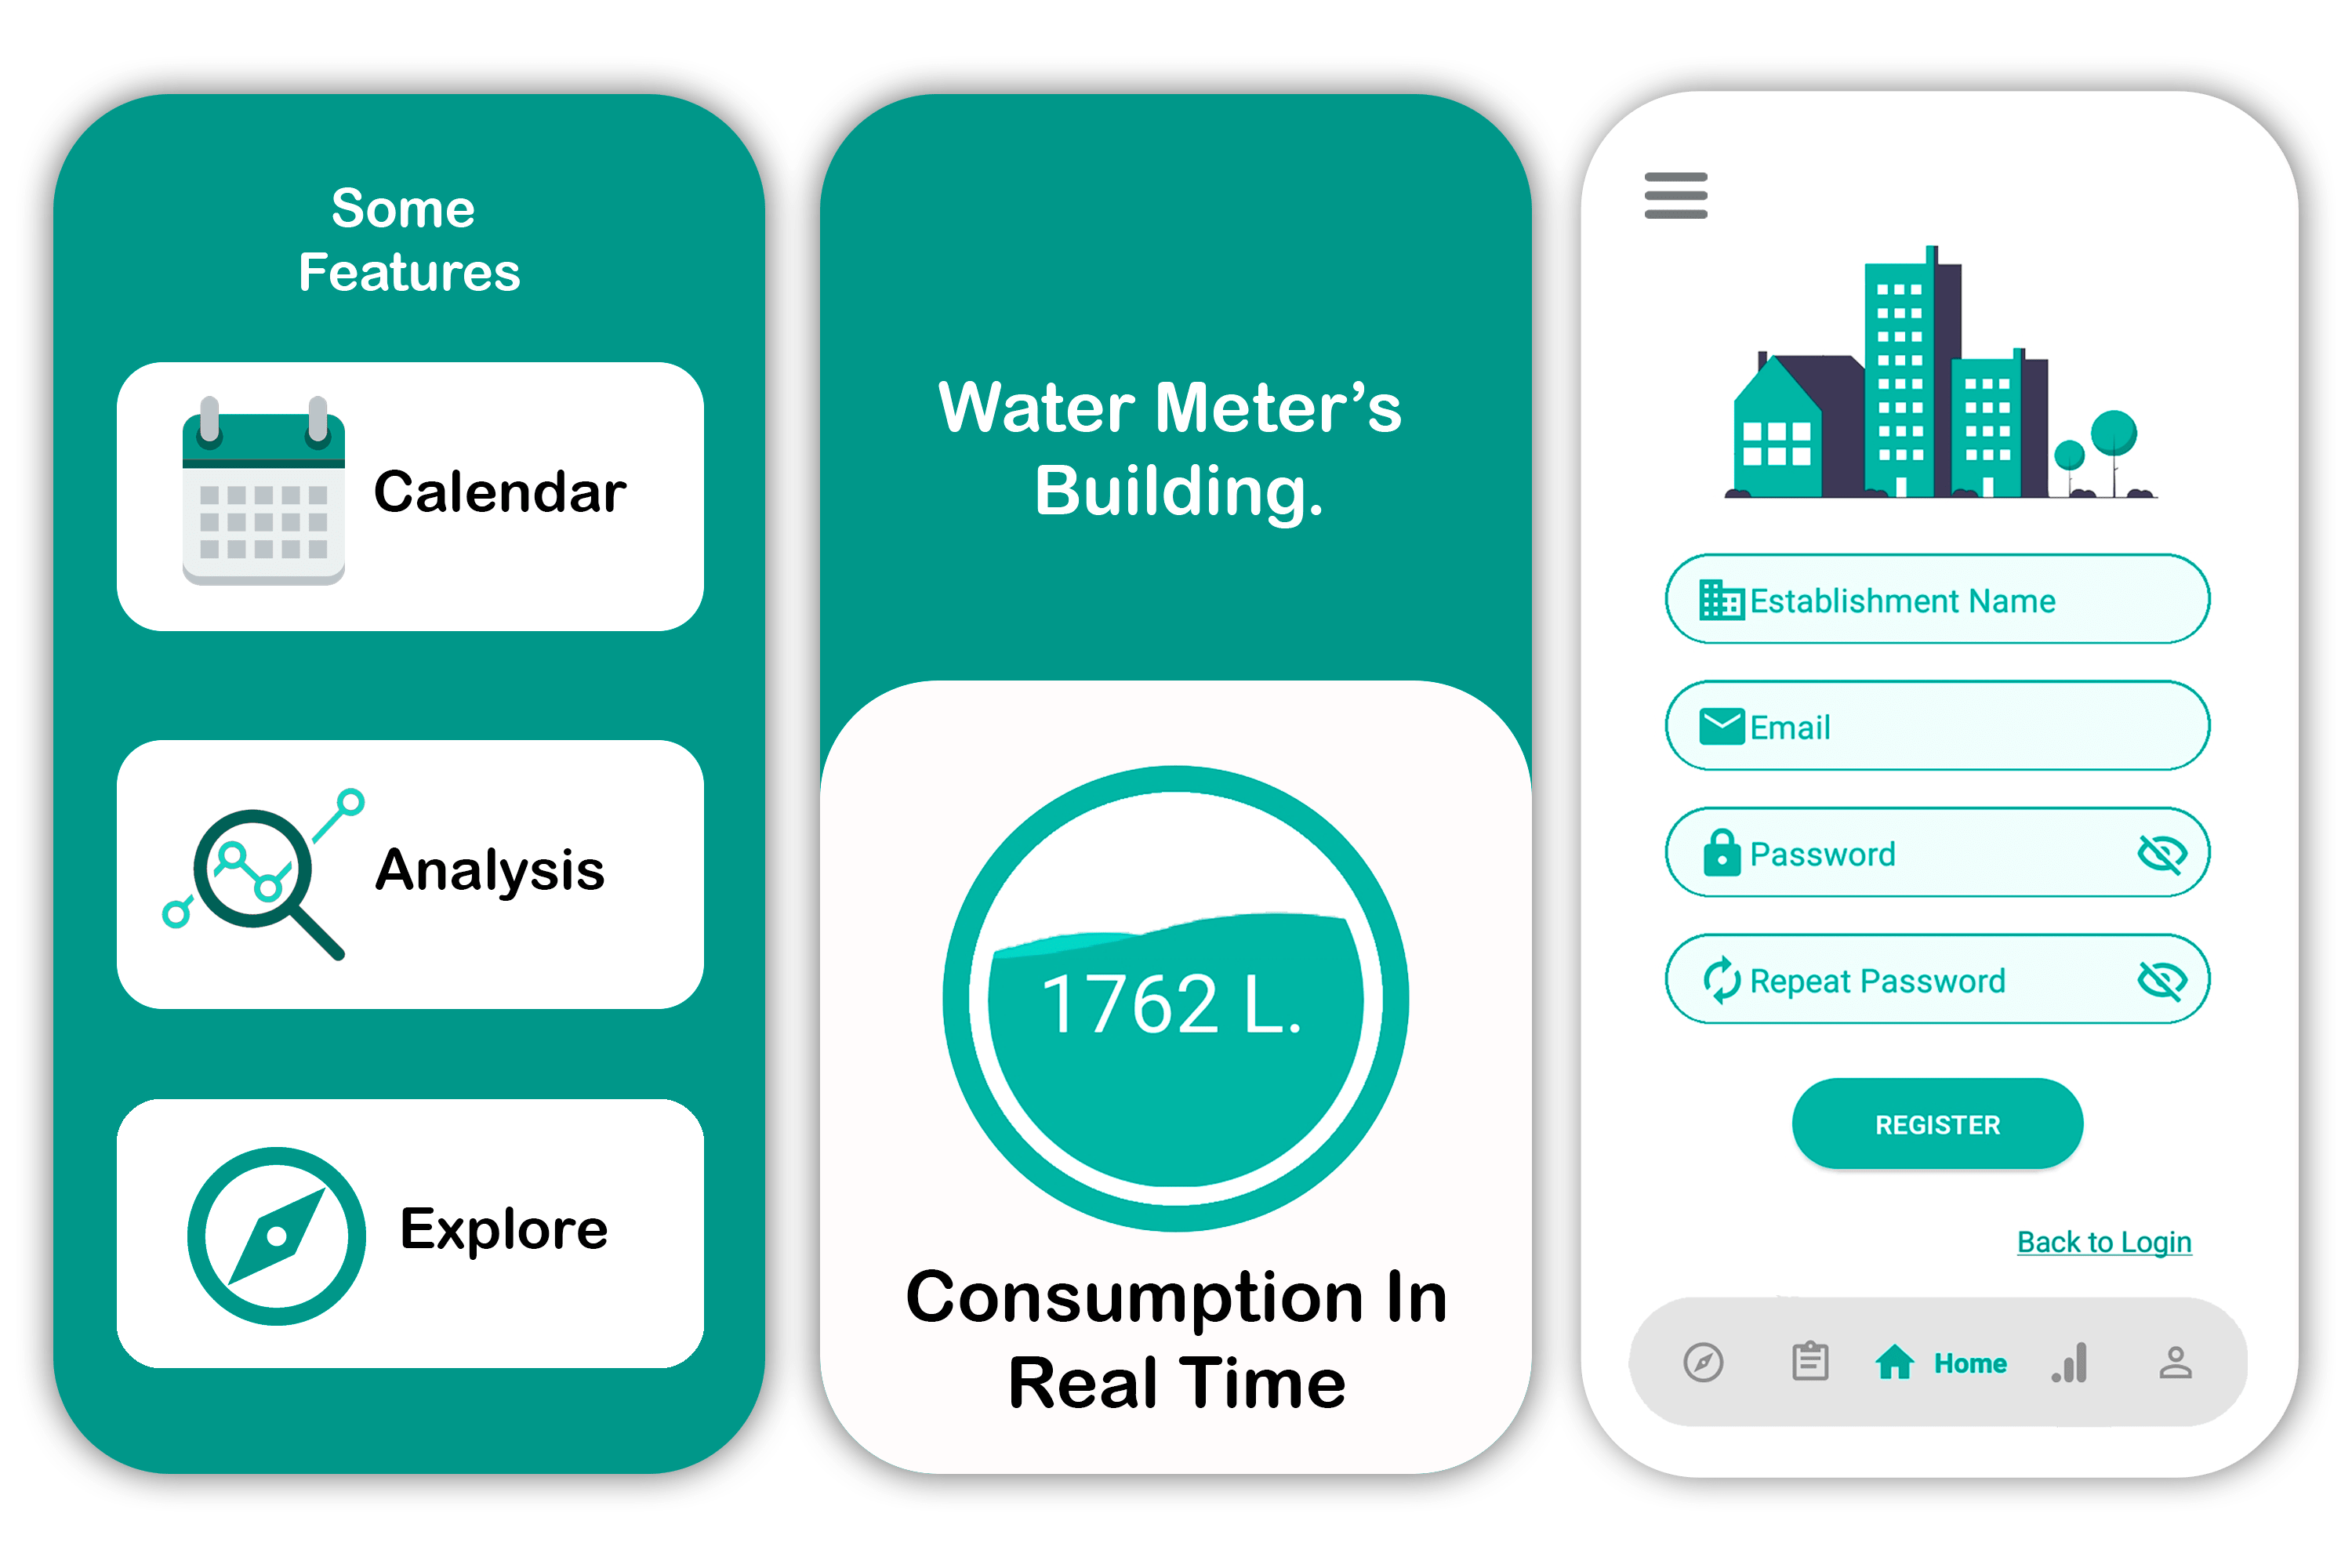 Some
Features
Calendar
Analysis
Explore
Water Meter’s
Building.
1762 L.
Consumption In
Real Time
Establishment Name
Email
Password
Repeat Password
REGISTER
Back to Login
Home